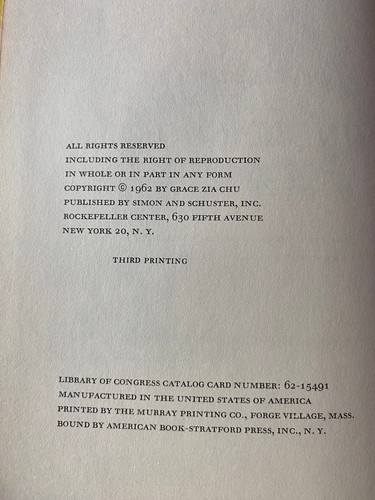 ALL RIGHTS RESERVED
INCLUDING THE RIGHT OF REPRODUCTION
IN WHOLE OR IN PART IN ANY FORM
COPYRIGHT © 1962 BY GRACE ZIA CHU
PUBLISHED BY SIMON AND SCHUSTER, INC.
ROCKEFELLER CENTER, 630 FIFTH AVENUE
NEW YORK 20, N. Y.
THIRD PRINTING
LIBRARY OF CONGRESS CATALOG CARD NUMBER: 62-15491
MANUFACTURED IN THE UNITED STATES OF AMERICA
PRINTED BY THE MURRAY PRINTING CO., FORGE VILLAGE, MASS.
BOUND BY AMERICAN BOOK-STRATFORD PRESS, INC., N. Y.